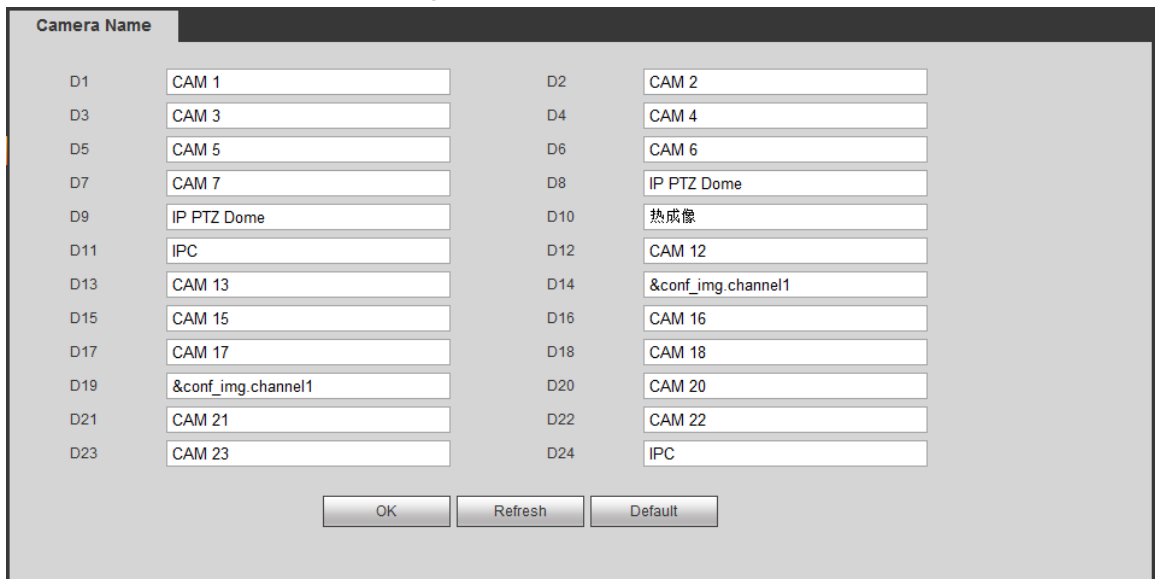 Camera Name
D1 CAM 1 D2 CAM 2
D3 CAM 3 D4 CAM 4
D5 CAM 5 D6 CAM 6
D7 CAM 7 D8 IP PTZ Dome
D9 IP PTZ Dome D10 热成像
D11 IPC D12 CAM 12
D13 CAM 13 D14 &conf_img.channel1
D15 CAM 15 D16 CAM 16
D17 CAM 17 D18 CAM 18
D19 &conf_img.channel1 D20 CAM 20
D21 CAM 21 D22 CAM 22
D23 CAM 23 D24 IPC
OK Refresh Default